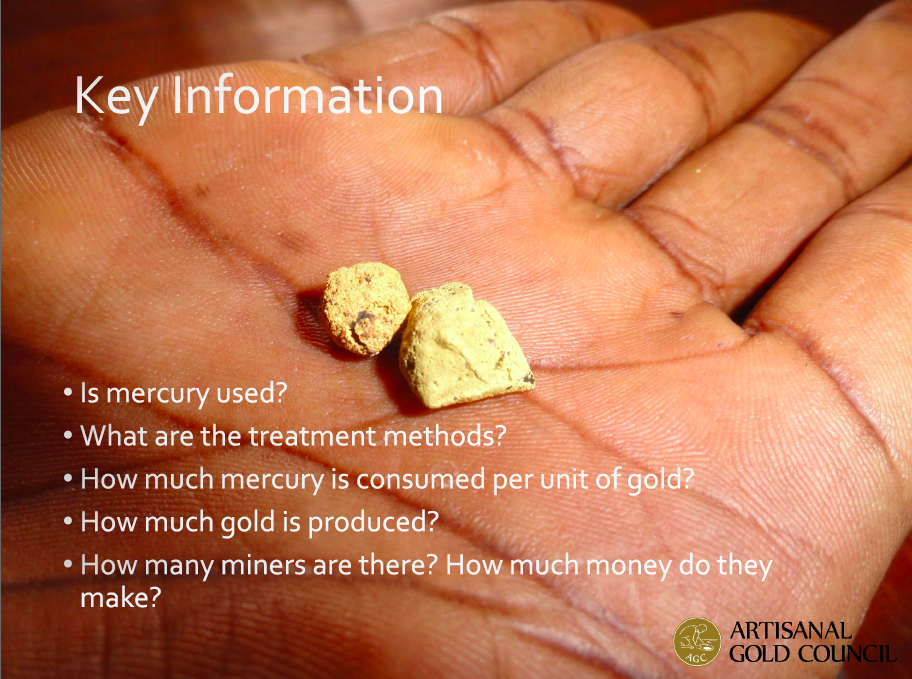 Key Information
• Is mercury used?
• What are the treatment methods?
• How much mercury is consumed per unit of gold?
• How much gold is produced?
• How many miners are there? How much money do they
make?
AGC
ARTISANAL
GOLD COUNCIL